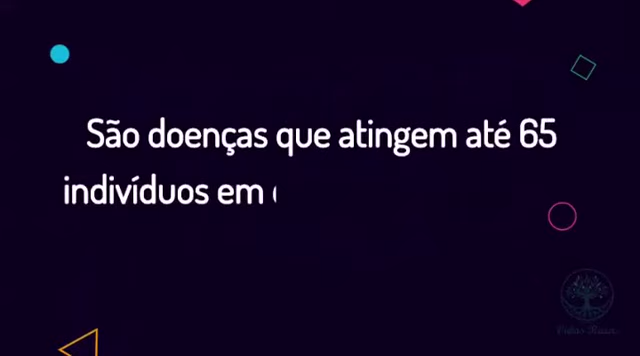 São doenças que atingem até 65
indivíduos em